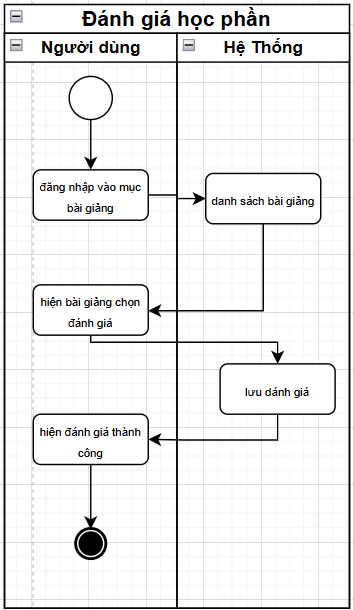 Đánh giá học phần
Người dùng
Hệ Thống
đăng nhập vào mục
bài giảng
danh sách bài giảng
hiện bài giảng chọn
đánh giá
lưu dánh giá
hiện đánh giá thành
công